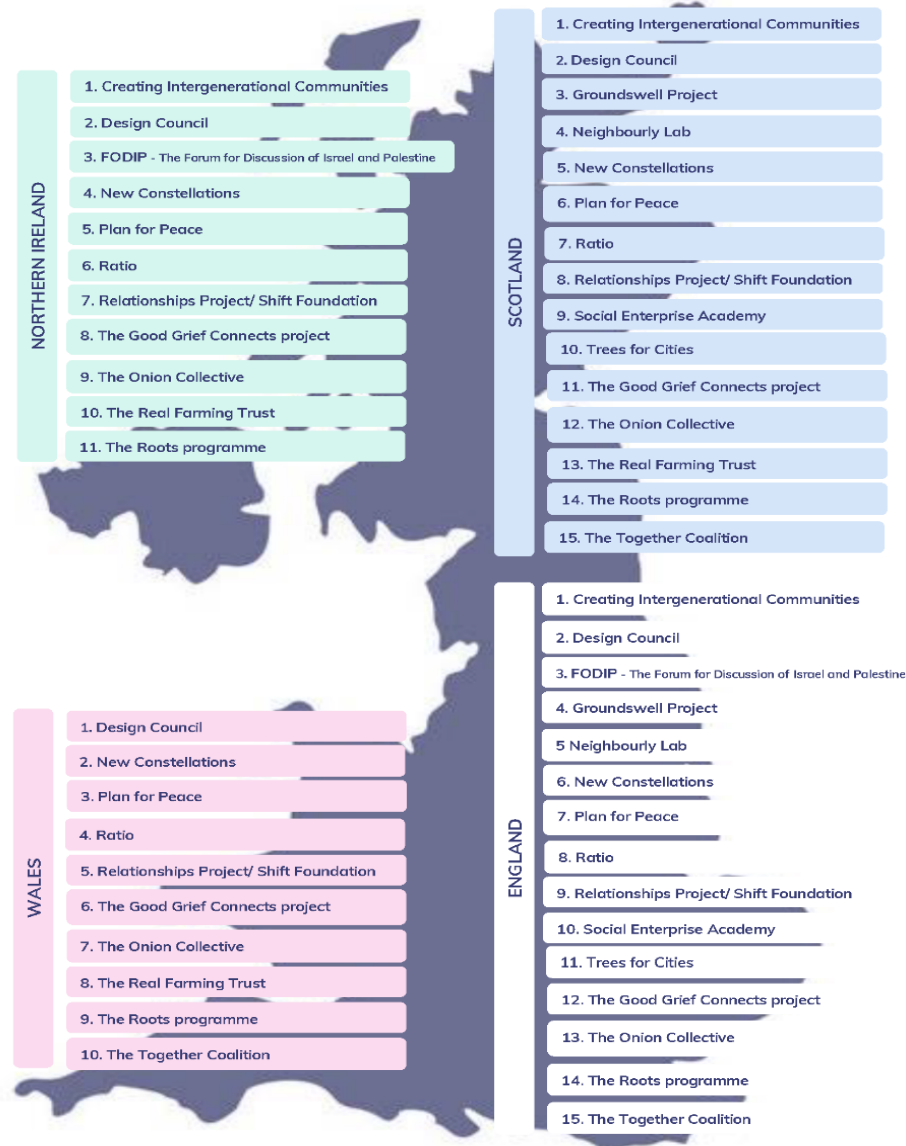 NORTHERN IRELAND
1. Creating Intergenerational Communities
2. Design Council
3. FODIP - The Forum for Discussion of Israel and Palestine
4. New Constellations
5. Plan for Peace
6. Ratio
7. Relationships Project/ Shift Foundation
8. The Good Grief Connects project
9. The Onion Collective
10. The Real Farming Trust
11. The Roots programme
SCOTLAND
1. Creating Intergenerational Communities
2. Design Council
3. Groundswell Project
4. Neighbourly Lab
5. New Constellations
6. Plan for Peace
7. Ratio
8. Relationships Project/ Shift Foundation
9. Social Enterprise Academy
10. Trees for Cities
11. The Good Grief Connects project
12. The Onion Collective
13. The Real Farming Trust
14. The Roots programme
15. The Together Coalition
WALES
1. Design Council
2. New Constellations
3. Plan for Peace
4. Ratio
5. Relationships Project/ Shift Foundation
6. The Good Grief Connects project
7. The Onion Collective
8. The Real Farming Trust
9. The Roots programme
10. The Together Coalition
ENGLAND
1. Creating Intergenerational Communities
2. Design Council
3. FODIP - The Forum for Discussion of Israel and Palestine
4. Groundswell Project
5 Neighbourly Lab
6. New Constellations
7. Plan for Peace
8. Ratio
9. Relationships Project/ Shift Foundation
10. Social Enterprise Academy
11. Trees for Cities
12. The Good Grief Connects project
13. The Onion Collective
14. The Roots programme
15. The Together Coalition